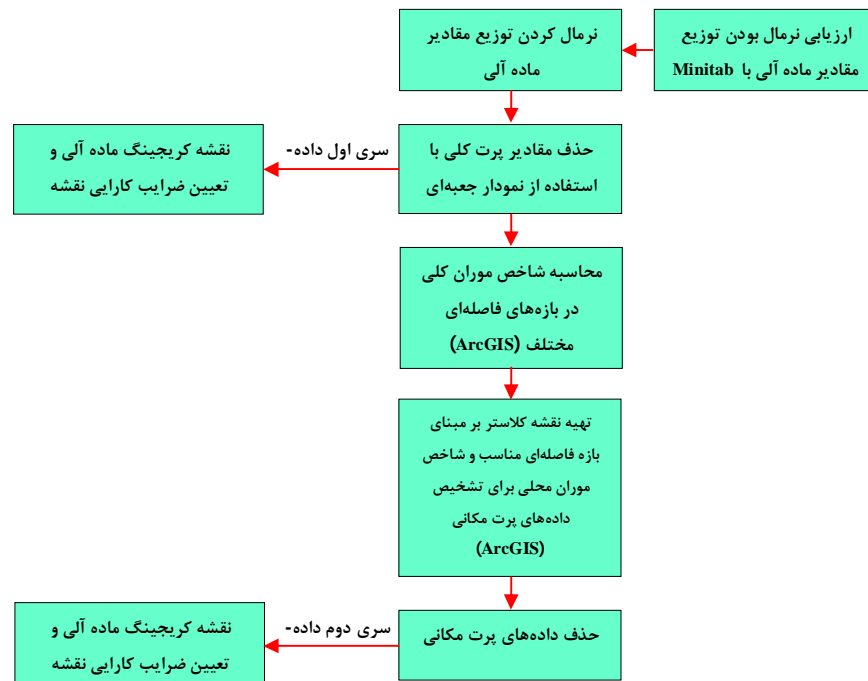 ارزیابی نرمال بودن توزیع
مقادیر ماده آلی با Minitab
نرمال کردن توزیع مقادیر
ماده آلی
حذف مقادیر پرت کلی با
استفاده از نمودار جعبه‌ای
سری اول داده-
نقشه کریجینگ ماده آلی و
تعیین ضرایب کارایی نقشه
محاسبه شاخص موران کلی
در بازه‌های فاصله‌ای
مختلف (ArcGIS)
تهیه نقشه کلاستر بر مبنای
بازه فاصله‌ای مناسب و شاخص
موران محلی برای تشخیص
داده‌های پرت مکانی
(ArcGIS)
حذف داده‌های پرت مکانی
سری دوم داده-
نقشه کریجینگ ماده آلی و
تعیین ضرایب کارایی نقشه